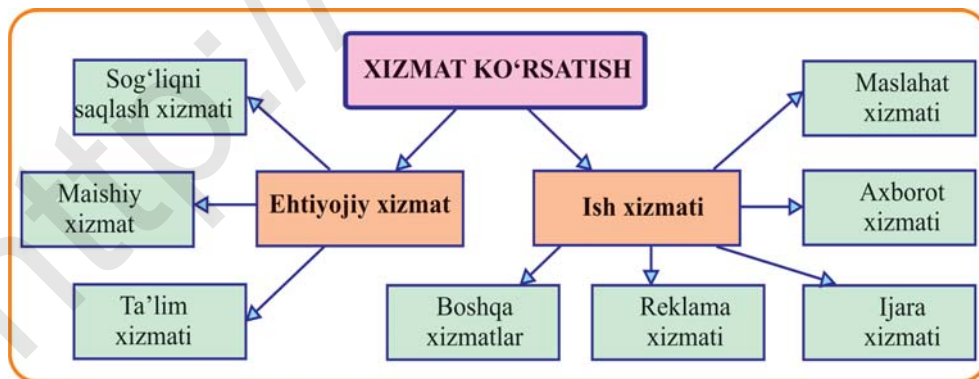 XIZMAT KO‘RSATISH
Sog‘liqni
saqlash xizmati
Maishiy
xizmat
Ta’lim
xizmati
Ehtiyojiy xizmat
Ish xizmati
Maslahat
xizmati
Axborot
xizmati
Boshqa
xizmatlar
Reklama
xizmati
Ijara
xizmati
http://